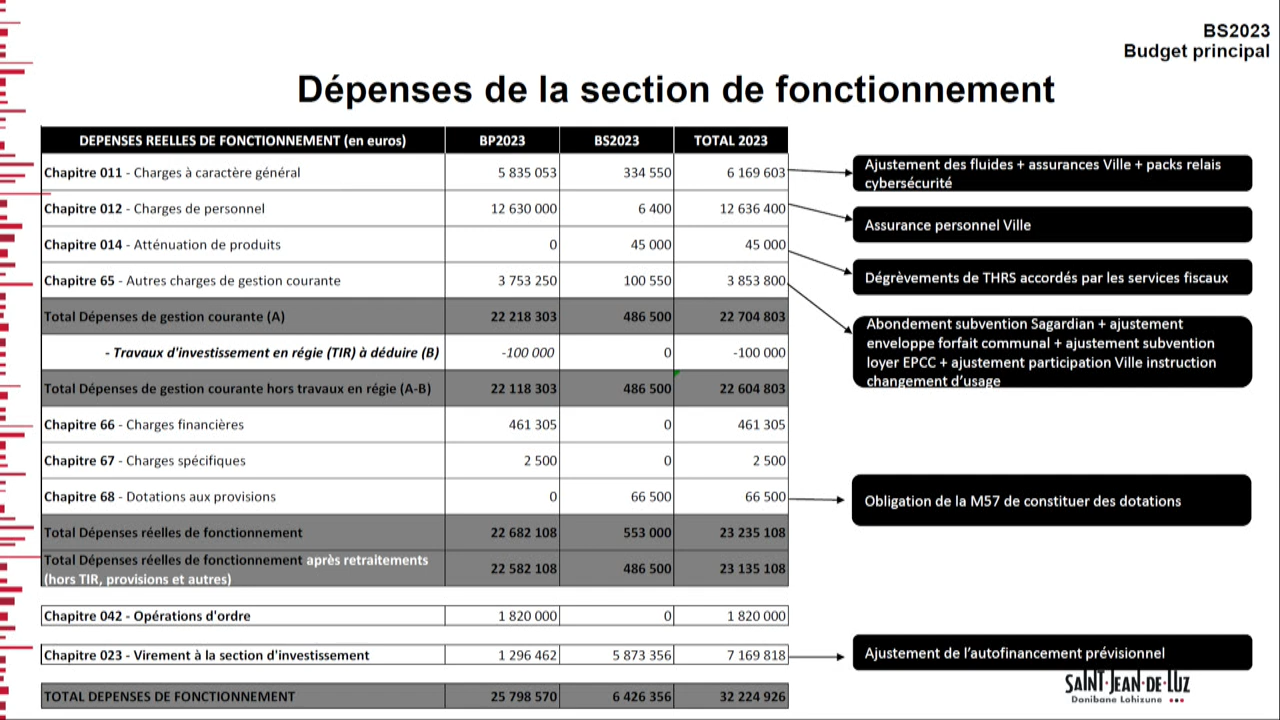 BS2023
Budget principal
Dépenses de la section de fonctionnement
DEPENSES REELLES DE FONCTIONNEMENT (en euros) BP2023 BS2023 TOTAL 2023
Chapitre 011 - Charges à caractère général 5 835 053 334 550 6 169 603
Chapitre 012 - Charges de personnel 12 630 000 6 400 12 636 400
Chapitre 014 - Atténuation de produits 0 45 000 45 000
Chapitre 65 - Autres charges de gestion courante 3 753 250 100 550 3 853 800
Total Dépenses de gestion courante (A) 22 218 303 486 500 22 704 803
- Travaux d'investissement en régie (TIR) à déduire (B) -100 000 0 -100 000
Total Dépenses de gestion courante hors travaux en régie (A-B) 22 118 303 486 500 22 604 803
Chapitre 66 - Charges financières 461 305 0 461 305
Chapitre 67 - Charges spécifiques 2 500 0 2 500
Chapitre 68 - Dotations aux provisions 0 66 500 66 500
Total Dépenses réelles de fonctionnement 22 682 108 553 000 23 235 108
Total Dépenses réelles de fonctionnement après retraitements
(hors TIR, provisions et autres) 22 582 108 486 500 23 135 108
Chapitre 042 - Opérations d'ordre 1 820 000 0 1 820 000
Chapitre 023 - Virement à la section d'investissement 1 296 462 5 873 356 7 169 818
TOTAL DEPENSES DE FONCTIONNEMENT 25 798 570 6 426 356 32 224 926
Ajustement des fluides + assurances Ville + packs relais
cybersécurité
Assurance personnel Ville
Dégrèvements de THRS accordés par les services fiscaux
Abondement subvention Sagardian + ajustement
enveloppe forfait communal + ajustement subvention
loyer EPCC + ajustement participation Ville instruction
changement d'usage
Obligation de la M57 de constituer des dotations
Ajustement de l'autofinancement prévisionnel
SAINT·JEAN·DE·LUZ
Donibane Lohizune